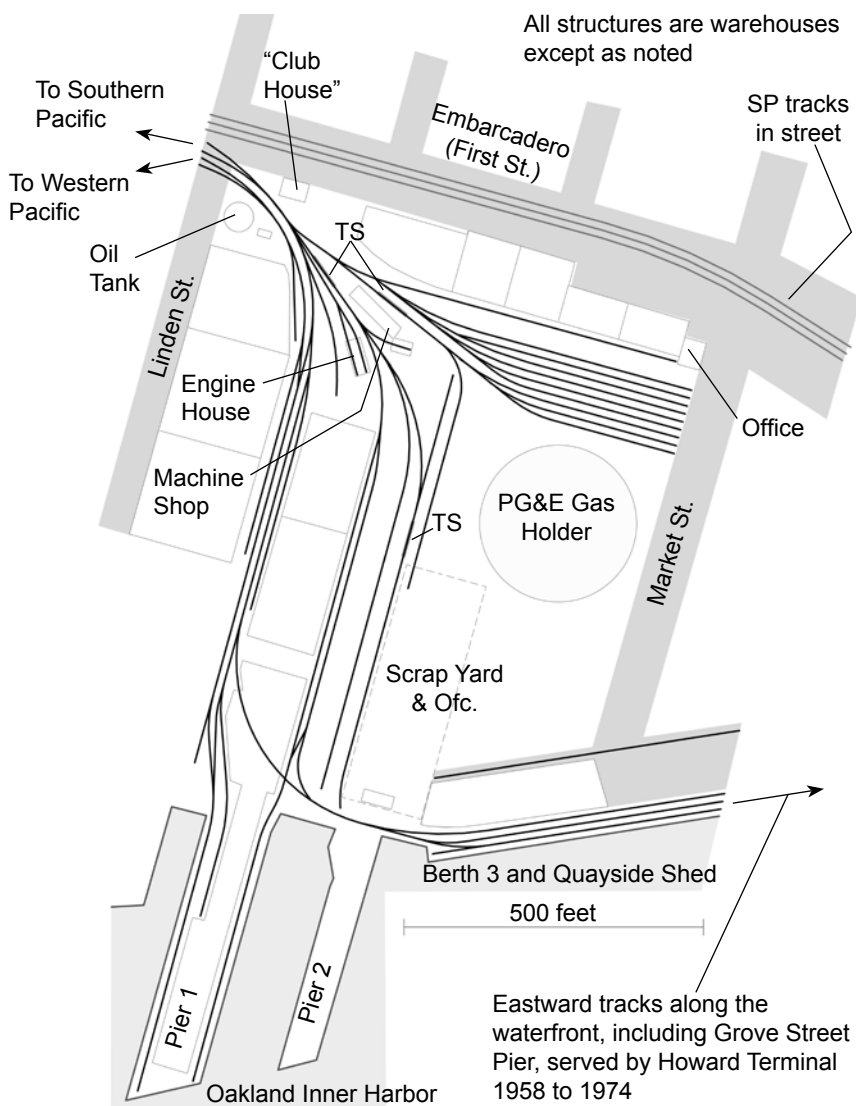 All structures are warehouses
except as noted
“Club
House”
To Southern
Pacific
Embarcadero
(First St.)
SP tracks
in street
To Western
Pacific
TS
Oil
Tank
Linden St.
Engine
House
Office
Machine
Shop
PG&E Gas
Holder
TS
Market St.
Scrap Yard
& Ofc.
Berth 3 and Quayside Shed
500 feet
Pier 1
Pier 2
Eastward tracks along the
waterfront, including Grove Street
Pier, served by Howard Terminal
1958 to 1974
Oakland Inner Harbor